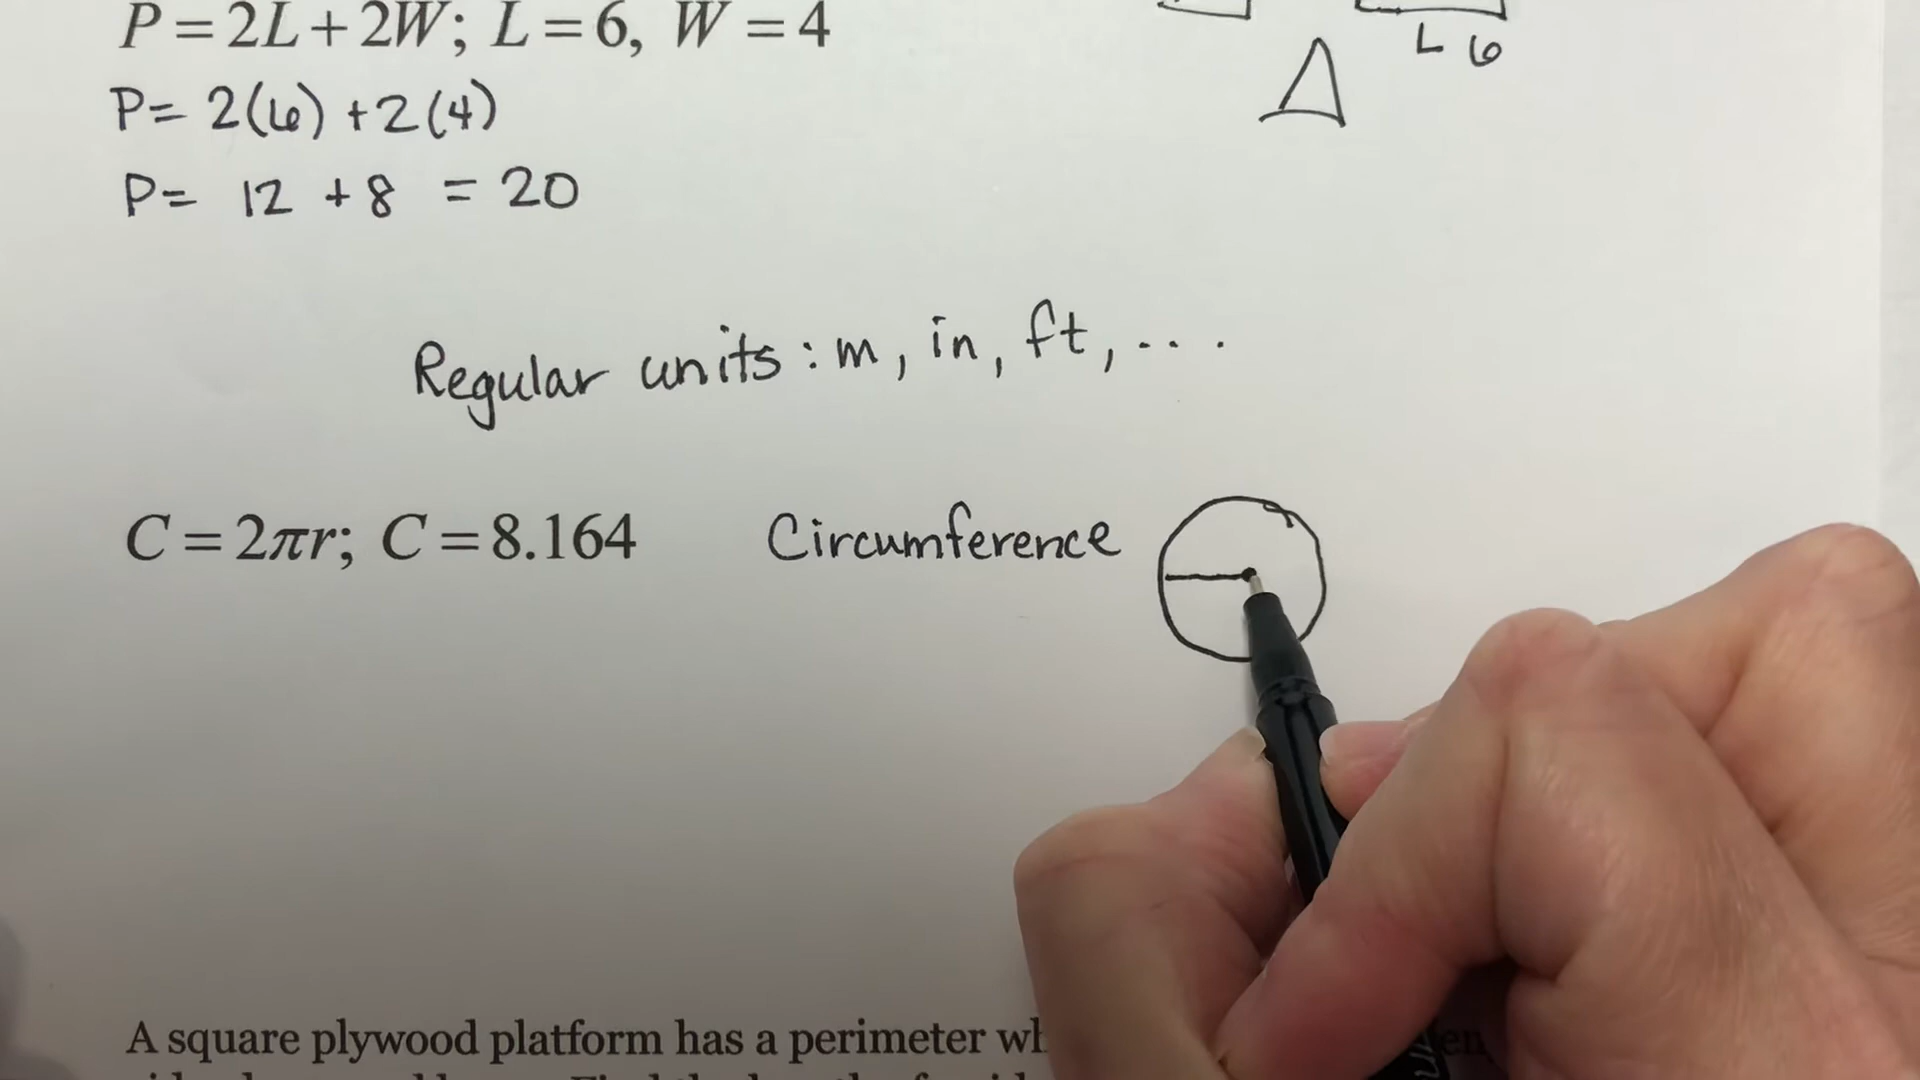 P = 2L + 2W; L = 6, W = 4
L 6
P= 2(6) +2(4)
P= 12 +8 = 20
Regular units : m, in, ft, ...
C = 2πr; C = 8.164 Circumference
A square plywood platform has a perimeter